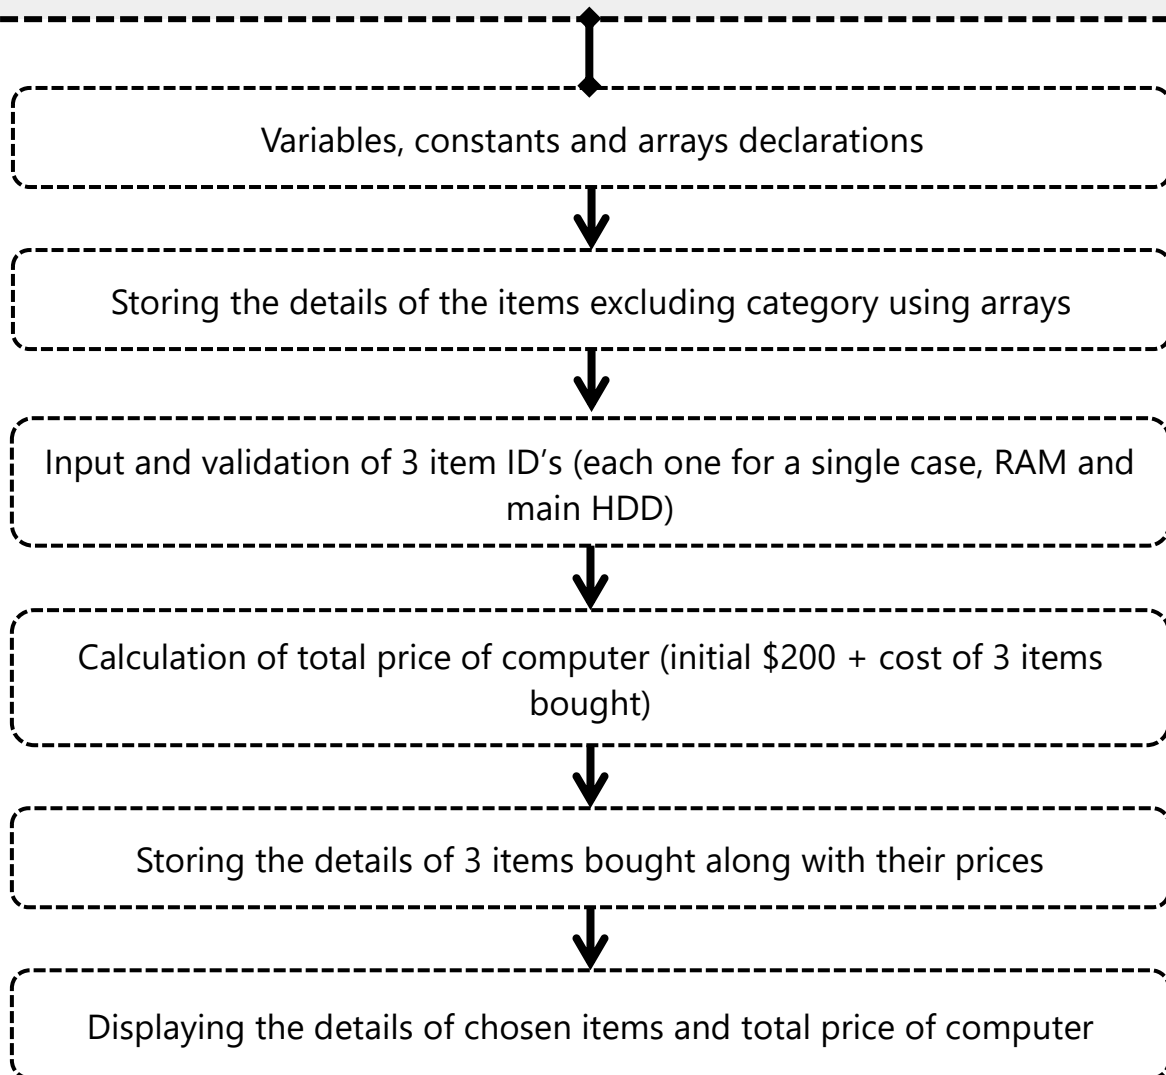 Variables, constants and arrays declarations
Storing the details of the items excluding category using arrays
Input and validation of 3 item ID’s (each one for a single case, RAM and
main HDD)
Calculation of total price of computer (initial $200 + cost of 3 items
bought)
Storing the details of 3 items bought along with their prices
Displaying the details of chosen items and total price of computer